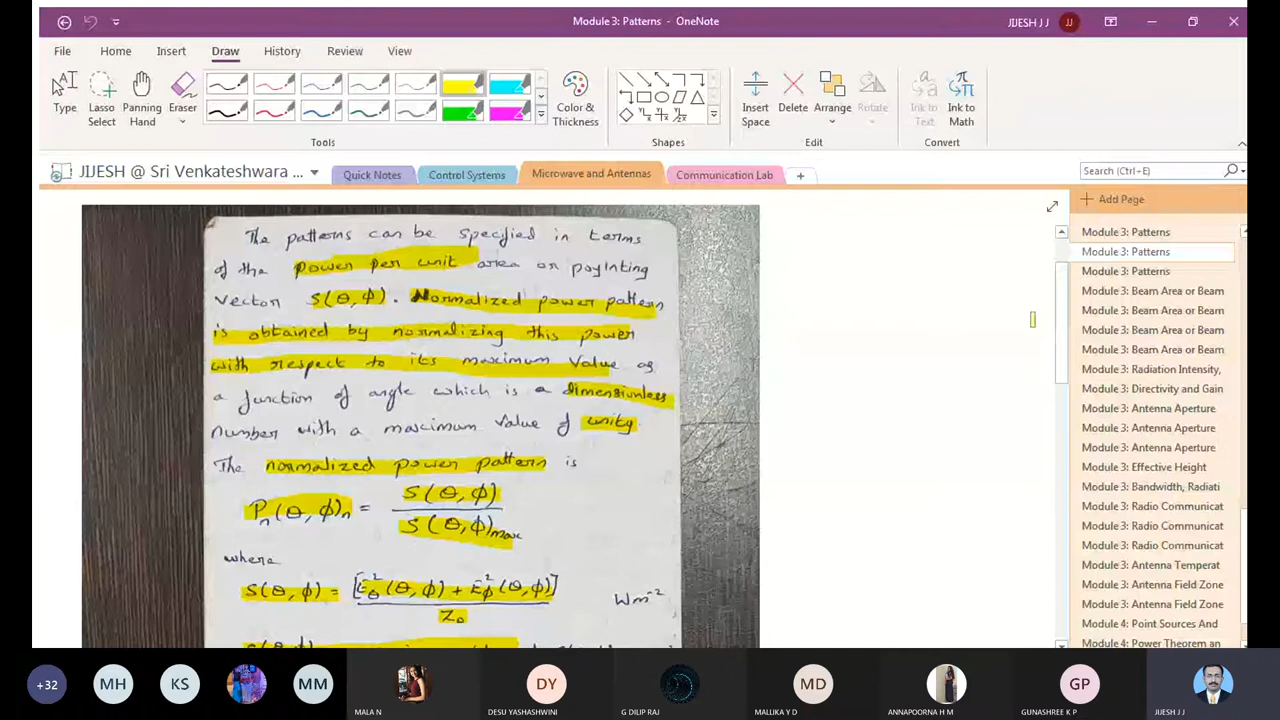 Module 3: Patterns - OneNote
JIJESH J J
JJ
File
Home
Insert
Draw
History
Review
View
Type
Lasso Select
Panning Hand
Eraser
Color & Thickness
Insert Space
Delete
Arrange
Rotate
Ink to Text
Ink to Math
Tools
Shapes
Edit
Convert
JIJESH @ Sri Venkateshwara ...
Quick Notes
Control Systems
Microwave and Antennas
Communication Lab
Search (Ctrl+E)
Add Page
The patterns can be specified in terms
of the power per unit area or poynting
vector S(θ,ϕ). Normalized power pattern
is obtained by normalizing this power
with respect to its maximum value as
a function of angle which is a dimensionless
number with a maximum value of unity.
The normalized power pattern is
Pn(θ,ϕ)n = S(θ,ϕ) / S(θ,ϕ)max
where
S(θ,ϕ) = [Eθ²(θ,ϕ) + Eϕ²(θ,ϕ)] / Z₀ Wm⁻²
Module 3: Patterns
Module 3: Patterns
Module 3: Patterns
Module 3: Beam Area or Beam
Module 3: Beam Area or Beam
Module 3: Beam Area or Beam
Module 3: Beam Area or Beam
Module 3: Radiation Intensity,
Module 3: Directivity and Gain
Module 3: Antenna Aperture
Module 3: Antenna Aperture
Module 3: Antenna Aperture
Module 3: Effective Height
Module 3: Bandwidth, Radiati
Module 3: Radio Communicat
Module 3: Radio Communicat
Module 3: Radio Communicat
Module 3: Antenna Temperat
Module 3: Antenna Field Zone
Module 3: Antenna Field Zone
Module 4: Point Sources And
Module 4: Power Theorem an
+32
MH
KS
MM
MALA N
DY
DESU YASHASHWINI
G DILIP RAJ
MD
MALLIKA Y D
ANNAPOORNA H M
GP
GUNASHREE K P
JIJESH J J